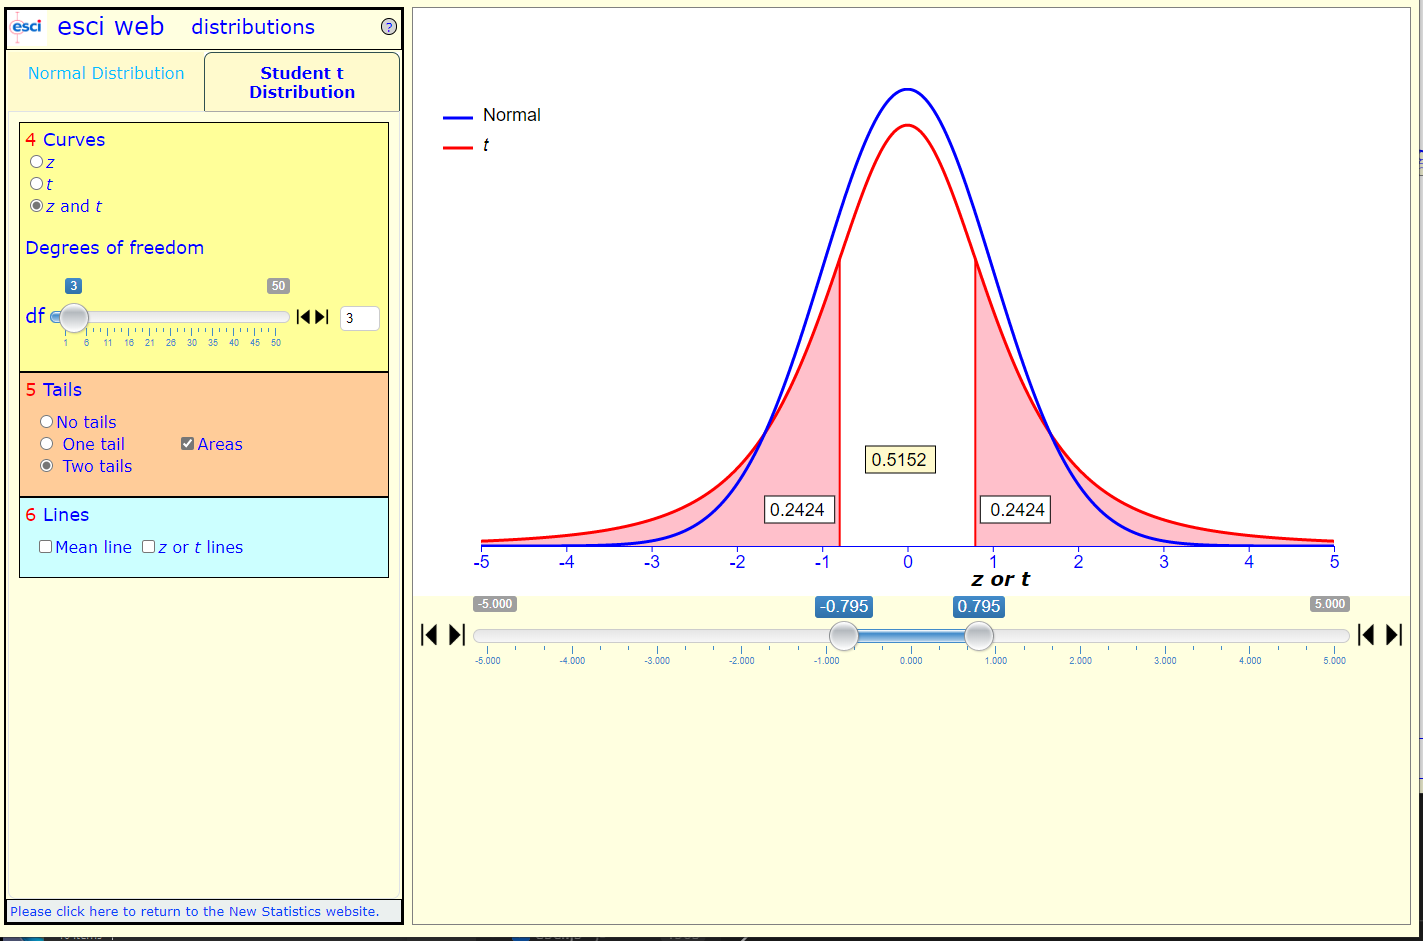 esci esci web distributions ?
Normal Distribution
Student t
Distribution
4 Curves
z
t
z and t
Degrees of freedom
3 50
df 3
1 6 11 16 21 26 30 35 40 45 50
5 Tails
No tails
One tail Areas
Two tails
6 Lines
Mean line z or t lines
Please click here to return to the New Statistics website.
Normal
t
0.5152
0.2424 0.2424
-5 -4 -3 -2 -1 0 1 2 3 4 5
z or t
-5.000 -0.795 0.795 5.000
-5.000 -4.000 -3.000 -2.000 -1.000 0.000 1.000 2.000 3.000 4.000 5.000